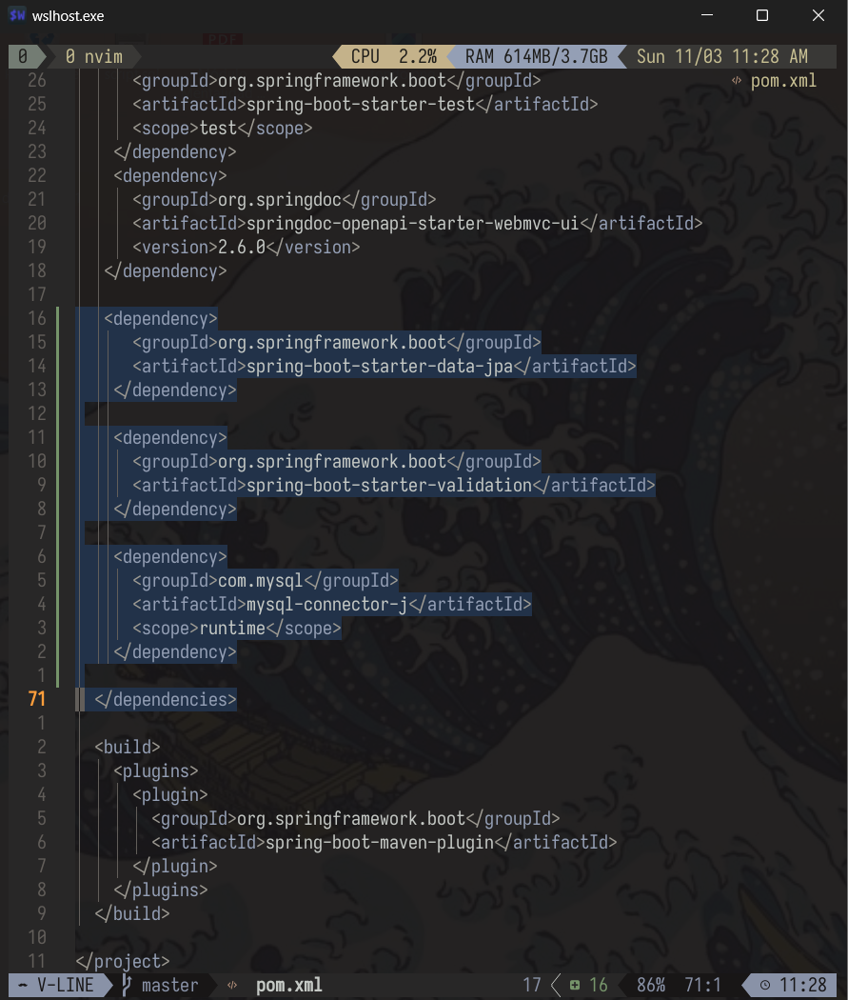 wslhost.exe
0 0 nvim CPU 2.2% RAM 614MB/3.7GB Sun 11/03 11:28 AM
26 <groupId>org.springframework.boot</groupId> pom.xml
25 <artifactId>spring-boot-starter-test</artifactId>
24 <scope>test</scope>
23 </dependency>
22 <dependency>
21 <groupId>org.springdoc</groupId>
20 <artifactId>springdoc-openapi-starter-webmvc-ui</artifactId>
19 <version>2.6.0</version>
18 </dependency>
17
16 <dependency>
15 <groupId>org.springframework.boot</groupId>
14 <artifactId>spring-boot-starter-data-jpa</artifactId>
13 </dependency>
12
11 <dependency>
10 <groupId>org.springframework.boot</groupId>
9 <artifactId>spring-boot-starter-validation</artifactId>
8 </dependency>
7
6 <dependency>
5 <groupId>com.mysql</groupId>
4 <artifactId>mysql-connector-j</artifactId>
3 <scope>runtime</scope>
2 </dependency>
1
71 </dependencies>
1
2 <build>
3 <plugins>
4 <plugin>
5 <groupId>org.springframework.boot</groupId>
6 <artifactId>spring-boot-maven-plugin</artifactId>
7 </plugin>
8 </plugins>
9 </build>
10
11 </project>
V-LINE master pom.xml 17 16 86% 71:1 11:28